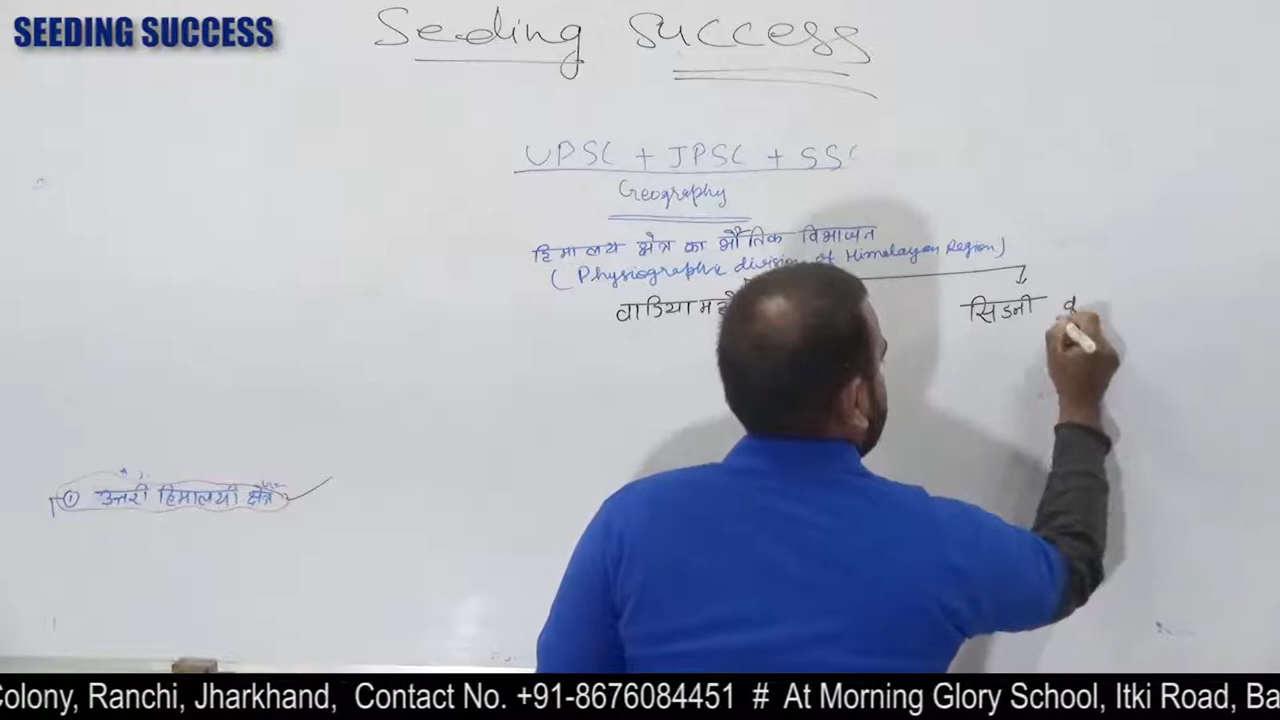 SEEDING SUCCESS
Seeding Success
UPSC + JPSC + SSC
Geography
हिमालय क्षेत्र का भौतिक विभाजन
( Physiographic division of Himalayan Region)
वाडिया
सिडनी
① उत्तरी हिमालयी क्षेत्र
Colony, Ranchi, Jharkhand, Contact No. +91-8676084451 # At Morning Glory School, Itki Road, Ba